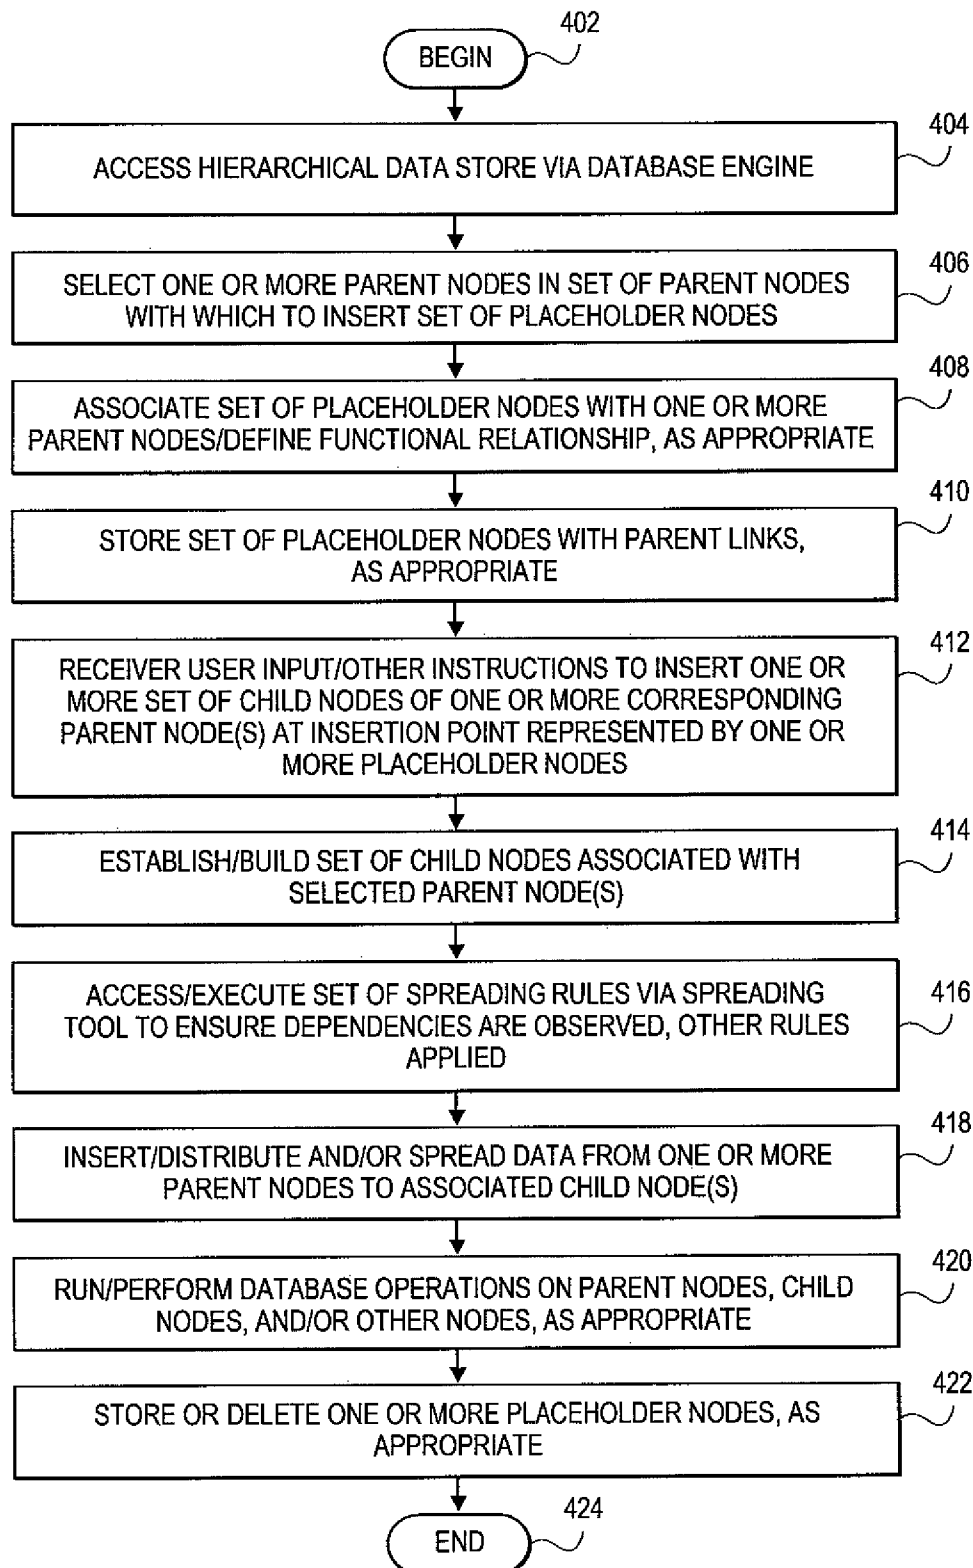 402
BEGIN
404
ACCESS HIERARCHICAL DATA STORE VIA DATABASE ENGINE
406
SELECT ONE OR MORE PARENT NODES IN SET OF PARENT NODES
WITH WHICH TO INSERT SET OF PLACEHOLDER NODES
408
ASSOCIATE SET OF PLACEHOLDER NODES WITH ONE OR MORE
PARENT NODES/DEFINE FUNCTIONAL RELATIONSHIP, AS APPROPRIATE
410
STORE SET OF PLACEHOLDER NODES WITH PARENT LINKS,
AS APPROPRIATE
412
RECEIVER USER INPUT/OTHER INSTRUCTIONS TO INSERT ONE OR
MORE SET OF CHILD NODES OF ONE OR MORE CORRESPONDING
PARENT NODE(S) AT INSERTION POINT REPRESENTED BY ONE OR
MORE PLACEHOLDER NODES
414
ESTABLISH/BUILD SET OF CHILD NODES ASSOCIATED WITH
SELECTED PARENT NODE(S)
416
ACCESS/EXECUTE SET OF SPREADING RULES VIA SPREADING
TOOL TO ENSURE DEPENDENCIES ARE OBSERVED, OTHER RULES
APPLIED
418
INSERT/DISTRIBUTE AND/OR SPREAD DATA FROM ONE OR MORE
PARENT NODES TO ASSOCIATED CHILD NODE(S)
420
RUN/PERFORM DATABASE OPERATIONS ON PARENT NODES, CHILD
NODES, AND/OR OTHER NODES, AS APPROPRIATE
422
STORE OR DELETE ONE OR MORE PLACEHOLDER NODES, AS
APPROPRIATE
424
END